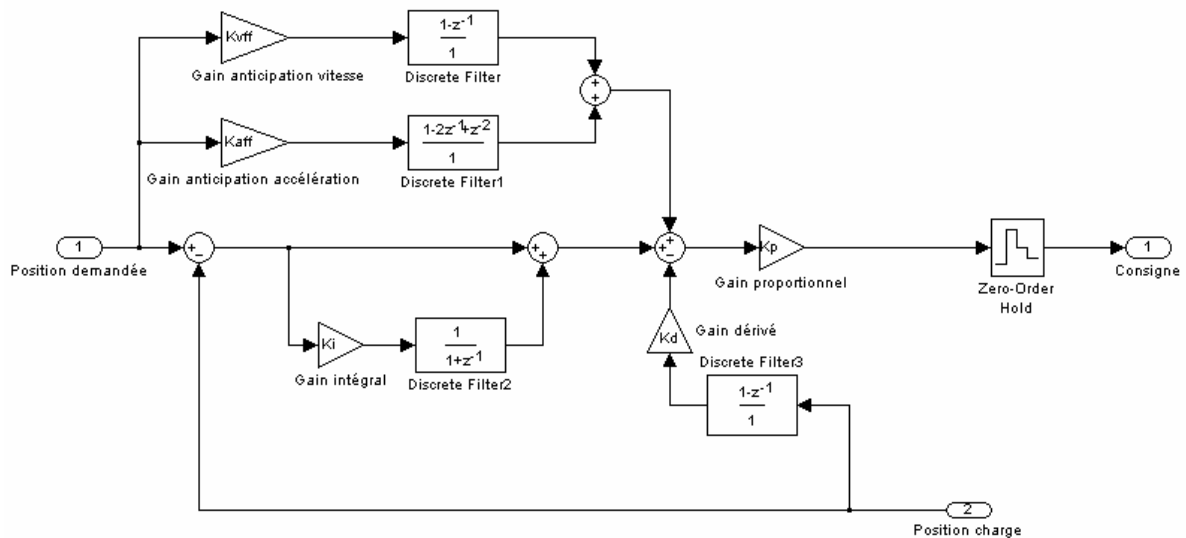 Kvff
Gain anticipation vitesse
1-z-1
1
Discrete Filter
+
+
Kaff
Gain anticipation accélération
1-2z-1+z-2
1
Discrete Filter1
1
Position demandée
+
−
+
+
+
+
−
Kp
Gain proportionnel
Zero-Order
Hold
1
Consigne
Ki
Gain intégral
1
1+z-1
Discrete Filter2
Kd
Gain dérivé
Discrete Filter3
1-z-1
1
2
Position charge